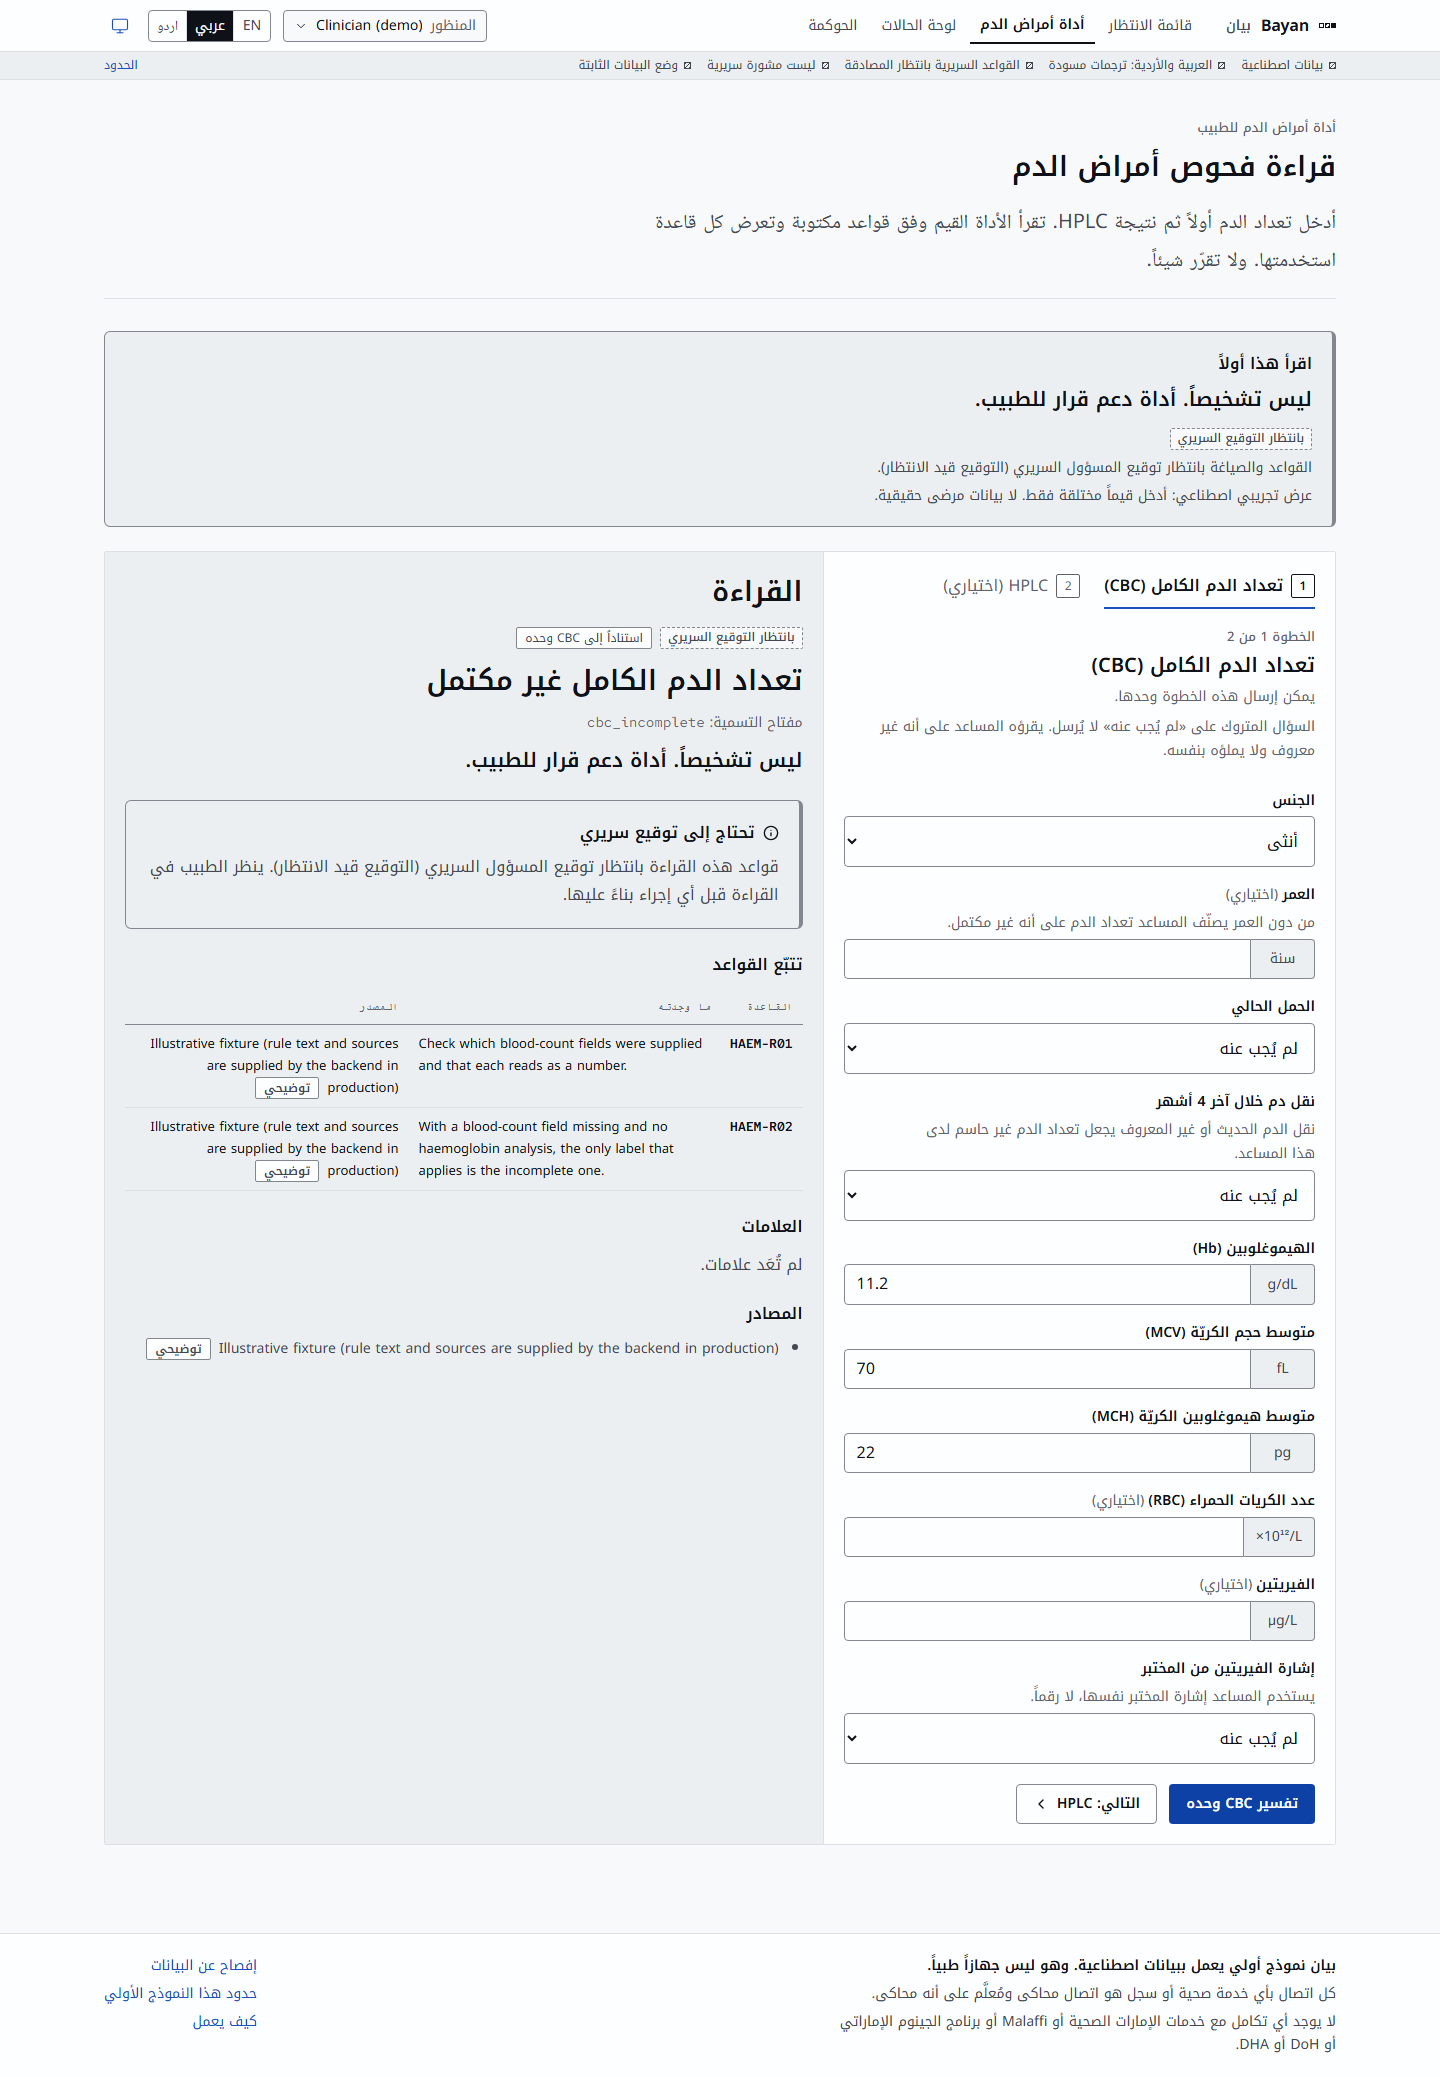 Bayan بيان
قائمة الانتظار
أداة أمراض الدم
لوحة الحالات
الحوكمة
المنظور Clinician (demo)
EN
عربي
اردو
بيانات اصطناعية
العربية والأردية: ترجمات مسودة
القواعد السريرية بانتظار المصادقة
ليست مشورة سريرية
وضع البيانات الثابتة
الحدود
أداة أمراض الدم للطبيب
قراءة فحوص أمراض الدم
أدخل تعداد الدم أولاً ثم نتيجة HPLC. تقرأ الأداة القيم وفق قواعد مكتوبة وتعرض كل قاعدة
استخدمتها. ولا تقرّر شيئاً.
اقرأ هذا أولاً
ليس تشخيصاً. أداة دعم قرار للطبيب.
بانتظار التوقيع السريري
القواعد والصياغة بانتظار توقيع المسؤول السريري (التوقيع قيد الانتظار).
عرض تجريبي اصطناعي: أدخل قيماً مختلقة فقط. لا بيانات مرضى حقيقية.
1 تعداد الدم الكامل (CBC)
2 HPLC (اختياري)
الخطوة 1 من 2
تعداد الدم الكامل (CBC)
يمكن إرسال هذه الخطوة وحدها.
السؤال المتروك على «لم يُجب عنه» لا يُرسل. يقرؤه المساعد على أنه غير
معروف ولا يملؤه بنفسه.
الجنس
أنثى
العمر (اختياري)
من دون العمر يصنّف المساعد تعداد الدم على أنه غير مكتمل.
سنة
الحمل الحالي
لم يُجب عنه
نقل دم خلال آخر 4 أشهر
نقل الدم الحديث أو غير المعروف يجعل تعداد الدم غير حاسم لدى
هذا المساعد.
لم يُجب عنه
الهيموغلوبين (Hb)
g/dL 11.2
متوسط حجم الكريّة (MCV)
fL 70
متوسط هيموغلوبين الكريّة (MCH)
pg 22
عدد الكريات الحمراء (RBC) (اختياري)
×10¹²/L
الفيريتين (اختياري)
µg/L
إشارة الفيريتين من المختبر
يستخدم المساعد إشارة المختبر نفسها، لا رقماً.
لم يُجب عنه
تفسير CBC وحده
التالي: HPLC
القراءة
بانتظار التوقيع السريري
استناداً إلى CBC وحده
تعداد الدم الكامل غير مكتمل
مفتاح التسمية: cbc_incomplete
ليس تشخيصاً. أداة دعم قرار للطبيب.
تحتاج إلى توقيع سريري
قواعد هذه القراءة بانتظار توقيع المسؤول السريري (التوقيع قيد الانتظار). ينظر الطبيب في
القراءة قبل أي إجراء بناءً عليها.
تتبّع القواعد
القاعدة
ما وجدته
المصدر
HAEM-R01
Check which blood-count fields were supplied
and that each reads as a number.
Illustrative fixture (rule text and sources
are supplied by the backend in
production) توضيحي
HAEM-R02
With a blood-count field missing and no
haemoglobin analysis, the only label that
applies is the incomplete one.
Illustrative fixture (rule text and sources
are supplied by the backend in
production) توضيحي
العلامات
لم تُعَد علامات.
المصادر
Illustrative fixture (rule text and sources are supplied by the backend in production) توضيحي
بيان نموذج أولي يعمل ببيانات اصطناعية. وهو ليس جهازاً طبياً.
كل اتصال بأي خدمة صحية أو سجل هو اتصال محاكى ومُعلَّم على أنه محاكى.
لا يوجد أي تكامل مع خدمات الإمارات الصحية أو Malaffi أو برنامج الجينوم الإماراتي
أو DoH أو DHA.
إفصاح عن البيانات
حدود هذا النموذج الأولي
كيف يعمل